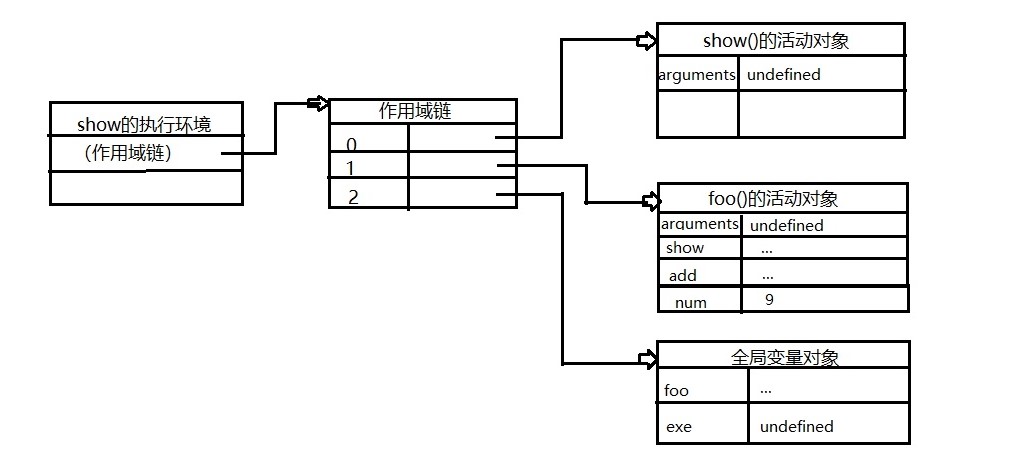 show的执行环境
（作用域链）
作用域链
0
1
2
show()的活动对象
arguments undefined
foo()的活动对象
arguments undefined
show ...
add ...
num 9
全局变量对象
foo ...
exe undefined